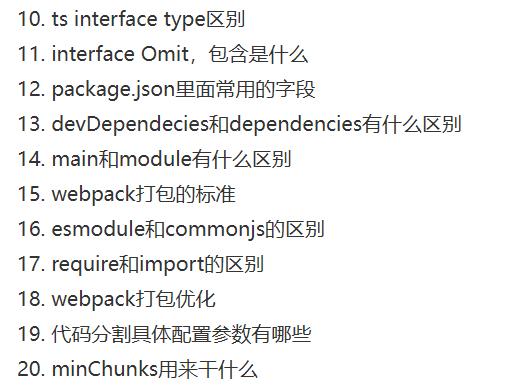 10. ts interface type区别
11. interface Omit，包含是什么
12. package.json里面常用的字段
13. devDependecies和dependencies有什么区别
14. main和module有什么区别
15. webpack打包的标准
16. esmodule和commonjs的区别
17. require和import的区别
18. webpack打包优化
19. 代码分割具体配置参数有哪些
20. minChunks用来干什么